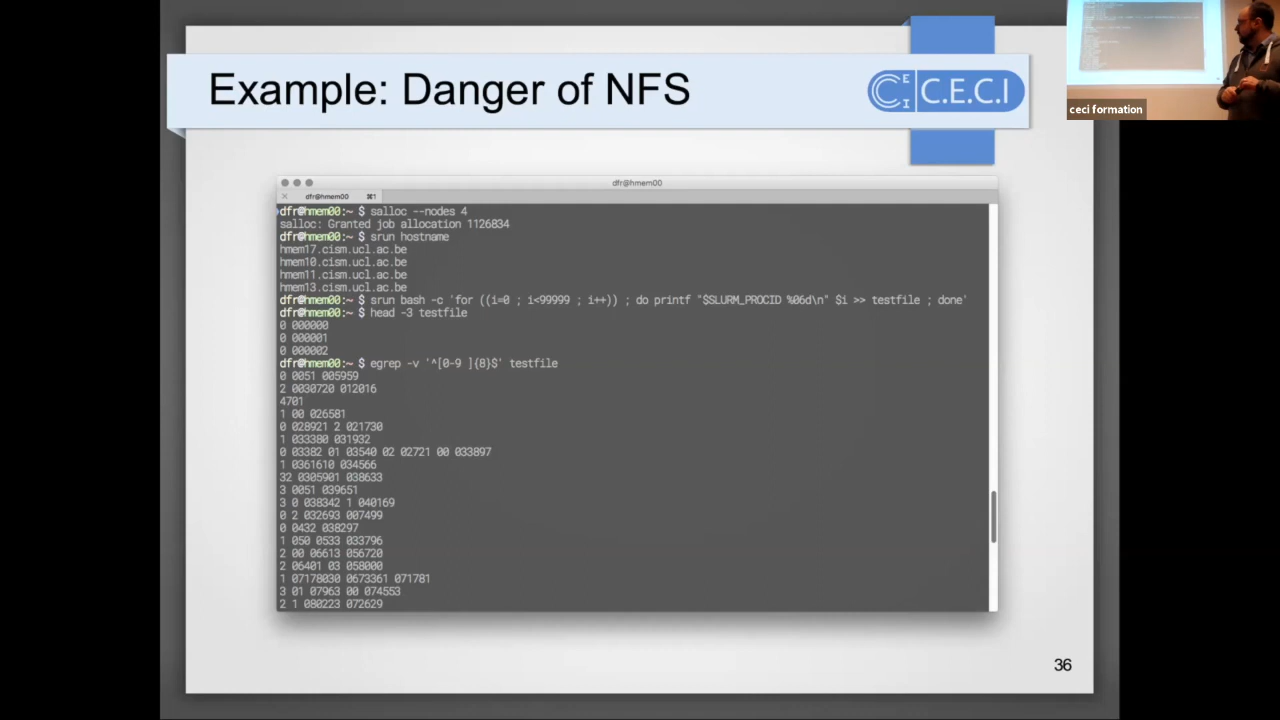 Example: Danger of NFS
C E C I
C.E.C.I
ceci formation
dfr@hmem00
dfr@hmem00 ⌘1
dfr@hmem00:~ $ salloc --nodes 4
salloc: Granted job allocation 1126834
dfr@hmem00:~ $ srun hostname
hmem17.cism.ucl.ac.be
hmem10.cism.ucl.ac.be
hmem11.cism.ucl.ac.be
hmem13.cism.ucl.ac.be
dfr@hmem00:~ $ srun bash -c 'for ((i=0 ; i<99999 ; i++)) ; do printf "$SLURM_PROCID %06d\n" $i >> testfile ; done'
dfr@hmem00:~ $ head -3 testfile
0 000000
0 000001
0 000002
dfr@hmem00:~ $ egrep -v '^[0-9 ]{8}$' testfile
0 0051 005959
2 0030720 012016
4701
1 00 026581
0 028921 2 021730
1 033380 031932
0 03382 01 03540 02 02721 00 033897
1 0361610 034566
32 0305901 038633
3 0051 039651
3 0 038342 1 040169
0 2 032693 007499
0 0432 038297
1 050 0533 033796
2 00 06613 056720
2 06401 03 058000
1 07178030 0673361 071781
3 01 07963 00 074553
2 1 080223 072629
36